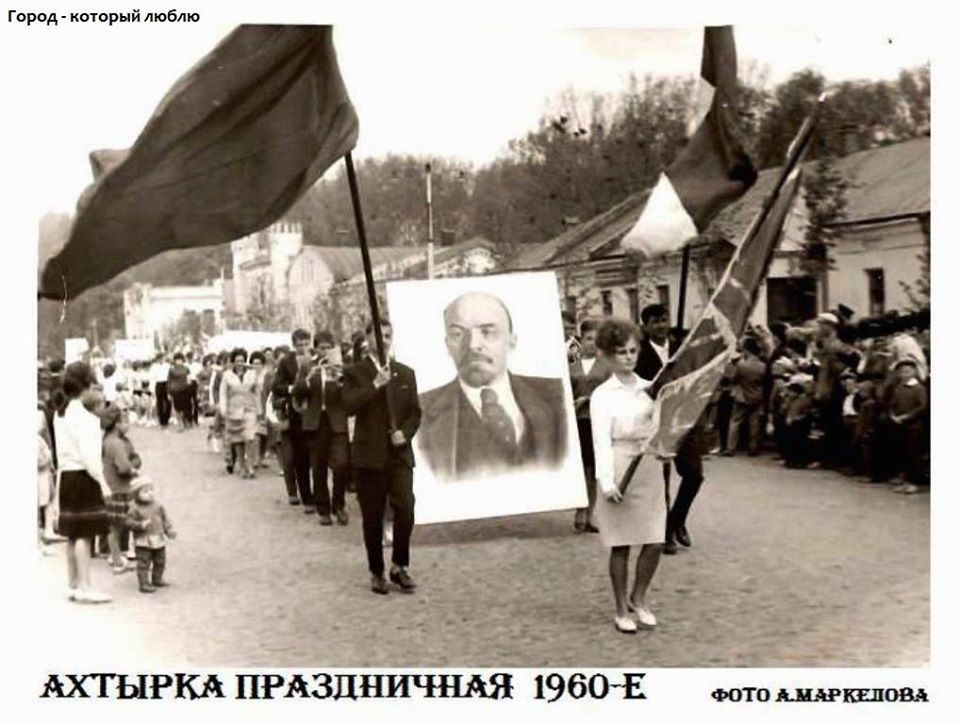 Город - который люблю
АХТЫРКА ПРАЗДНИЧНАЯ 1960-Е
ФОТО А.МАРКЕЛОВА